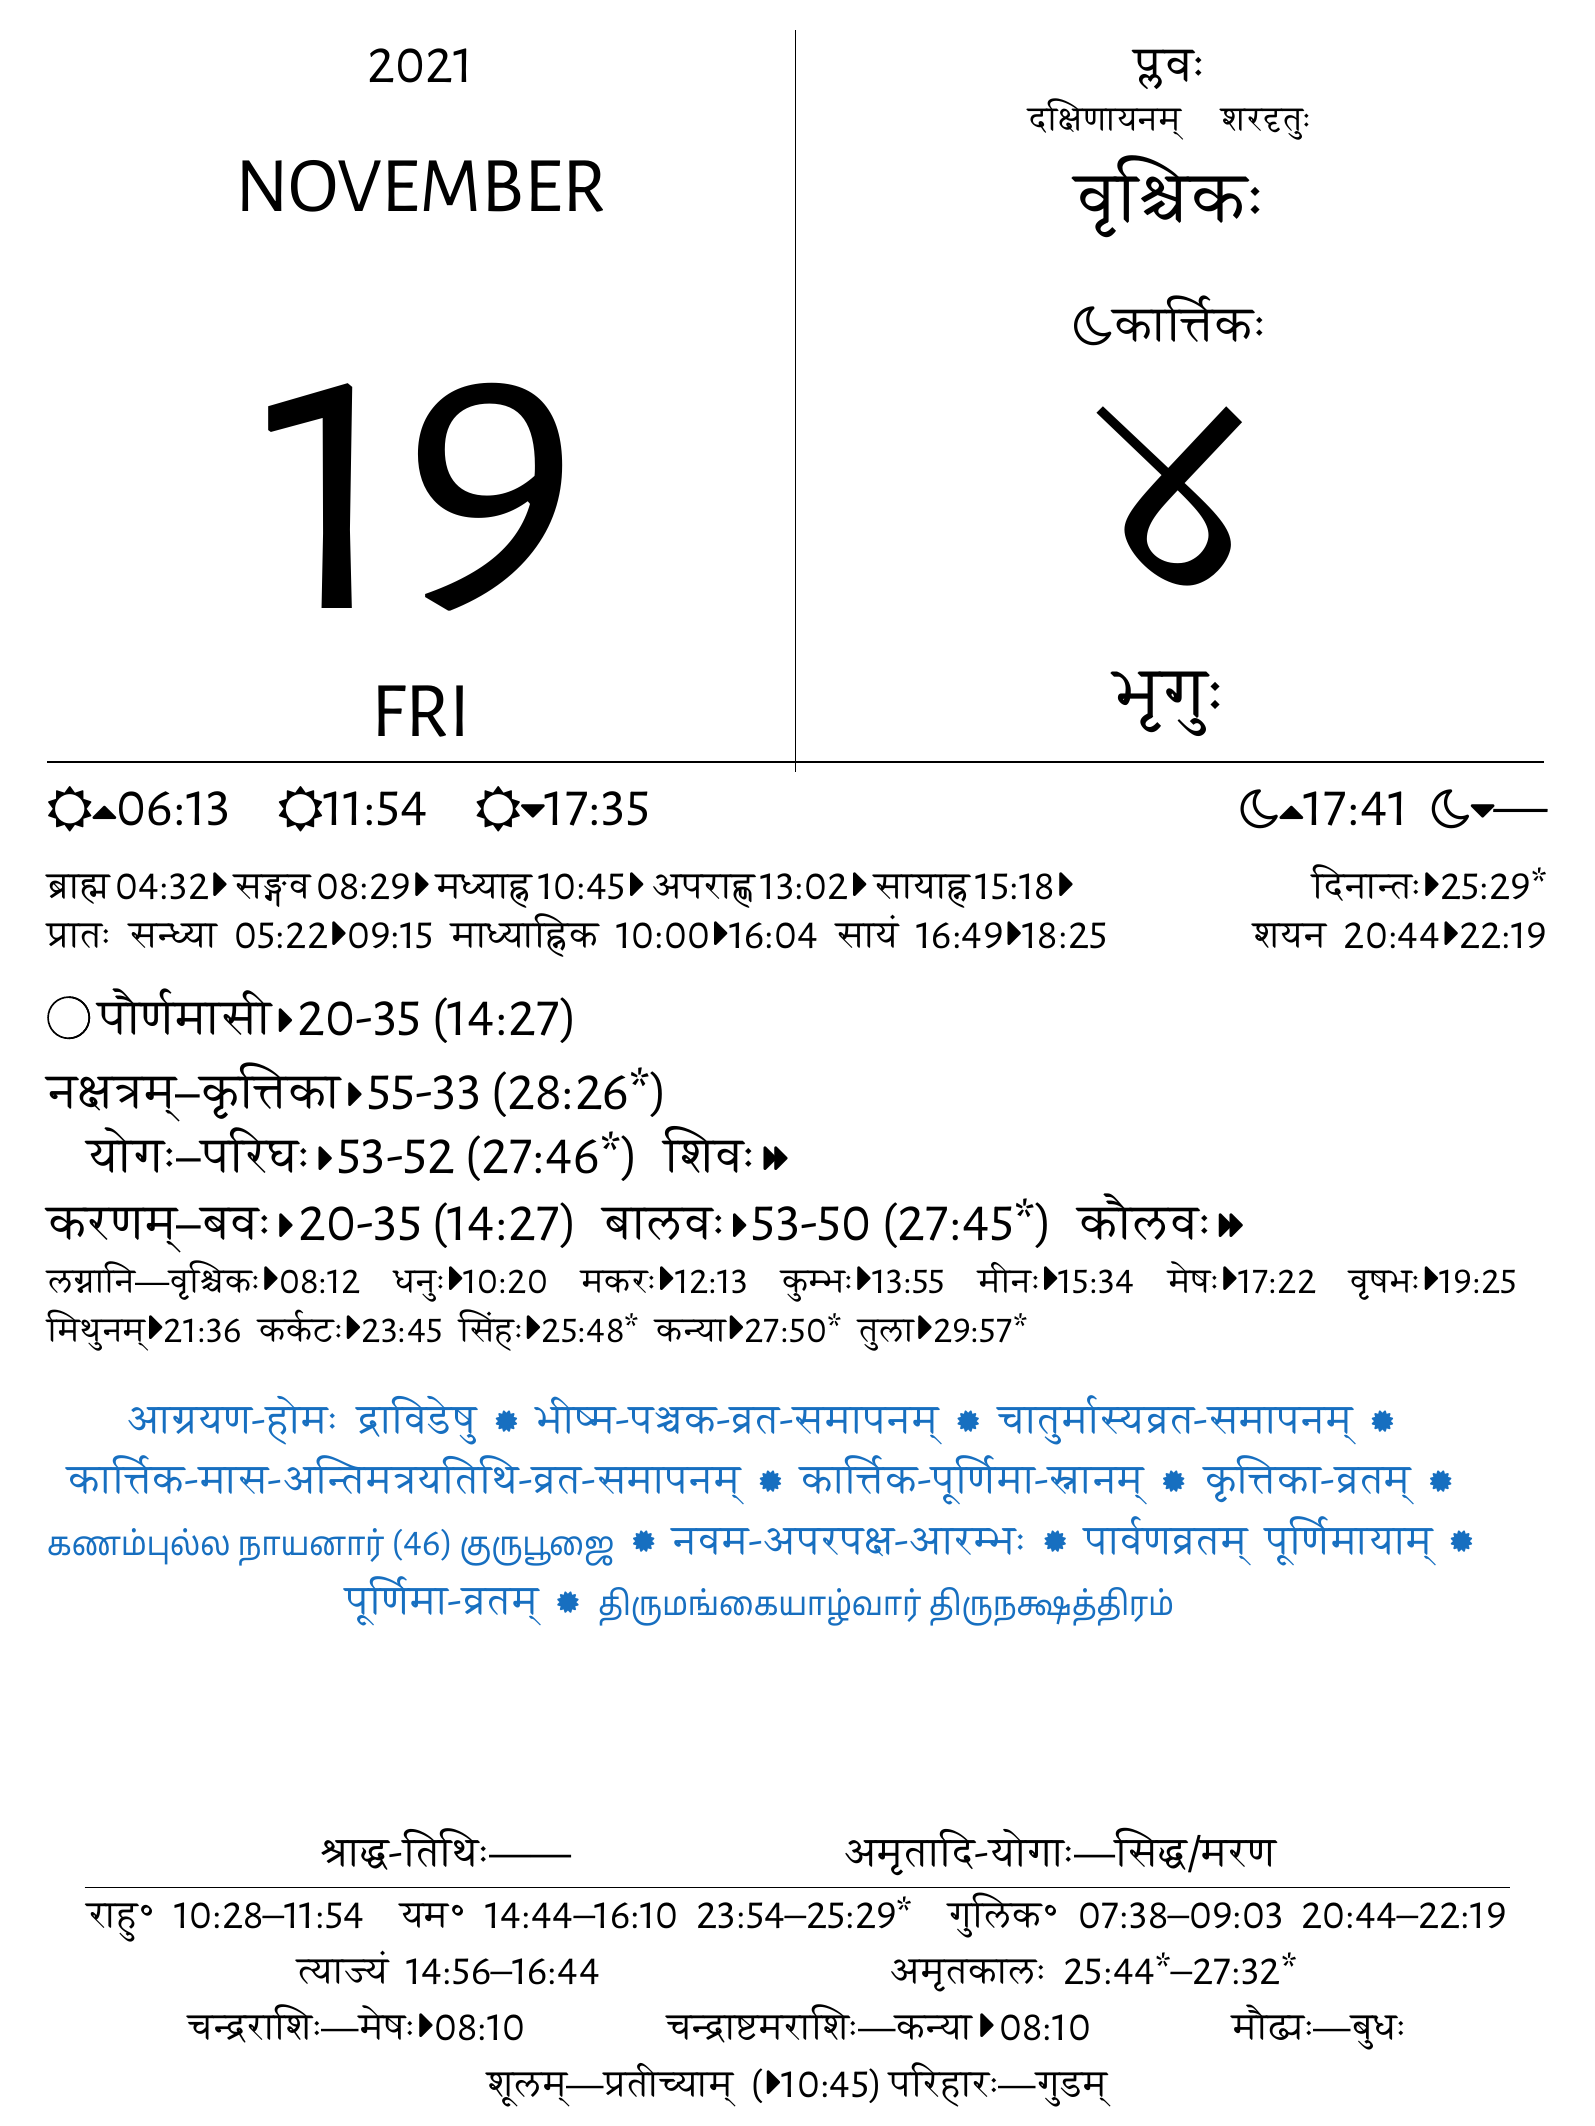 2021
NOVEMBER
19
FRI
प्लवः
दक्षिणायनम् शरदृतुः
वृश्चिकः
कार्त्तिकः
४
भृगुः
06:13 11:54 17:35 17:41 —
ब्राह्म 04:32 सङ्गव 08:29 मध्याह्न 10:45 अपराह्ण 13:02 सायाह्न 15:18 दिनान्तः 25:29*
प्रातः सन्ध्या 05:22 09:15 माध्याह्निक 10:00 16:04 सायं 16:49 18:25 शयन 20:44 22:19
पौर्णमासी 20-35 (14:27)
नक्षत्रम्–कृत्तिका 55-33 (28:26*)
योगः–परिघः 53-52 (27:46*) शिवः
करणम्–बवः 20-35 (14:27) बालवः 53-50 (27:45*) कौलवः
लग्नानि—वृश्चिकः 08:12 धनुः 10:20 मकरः 12:13 कुम्भः 13:55 मीनः 15:34 मेषः 17:22 वृषभः 19:25
मिथुनम् 21:36 कर्कटः 23:45 सिंहः 25:48* कन्या 27:50* तुला 29:57*
आग्रयण-होमः द्राविडेषु ✹ भीष्म-पञ्चक-व्रत-समापनम् ✹ चातुर्मास्यव्रत-समापनम् ✹
कार्त्तिक-मास-अन्तिमत्रयतिथि-व्रत-समापनम् ✹ कार्त्तिक-पूर्णिमा-स्नानम् ✹ कृत्तिका-व्रतम् ✹
கணம்புல்ல நாயனார் (46) குருபூஜை ✹ नवम-अपरपक्ष-आरम्भः ✹ पार्वणव्रतम् पूर्णिमायाम् ✹
पूर्णिमा-व्रतम् ✹ திருமங்கையாழ்வார் திருநக்ஷத்திரம்
श्राद्ध-तिथिः—— अमृतादि-योगाः—सिद्ध/मरण
राहु॰ 10:28–11:54 यम॰ 14:44–16:10 23:54–25:29* गुलिक॰ 07:38–09:03 20:44–22:19
त्याज्यं 14:56–16:44 अमृतकालः 25:44*–27:32*
चन्द्रराशिः—मेषः 08:10 चन्द्राष्टमराशिः—कन्या 08:10 मौढ्यः—बुधः
शूलम्—प्रतीच्याम् (10:45) परिहारः—गुडम्